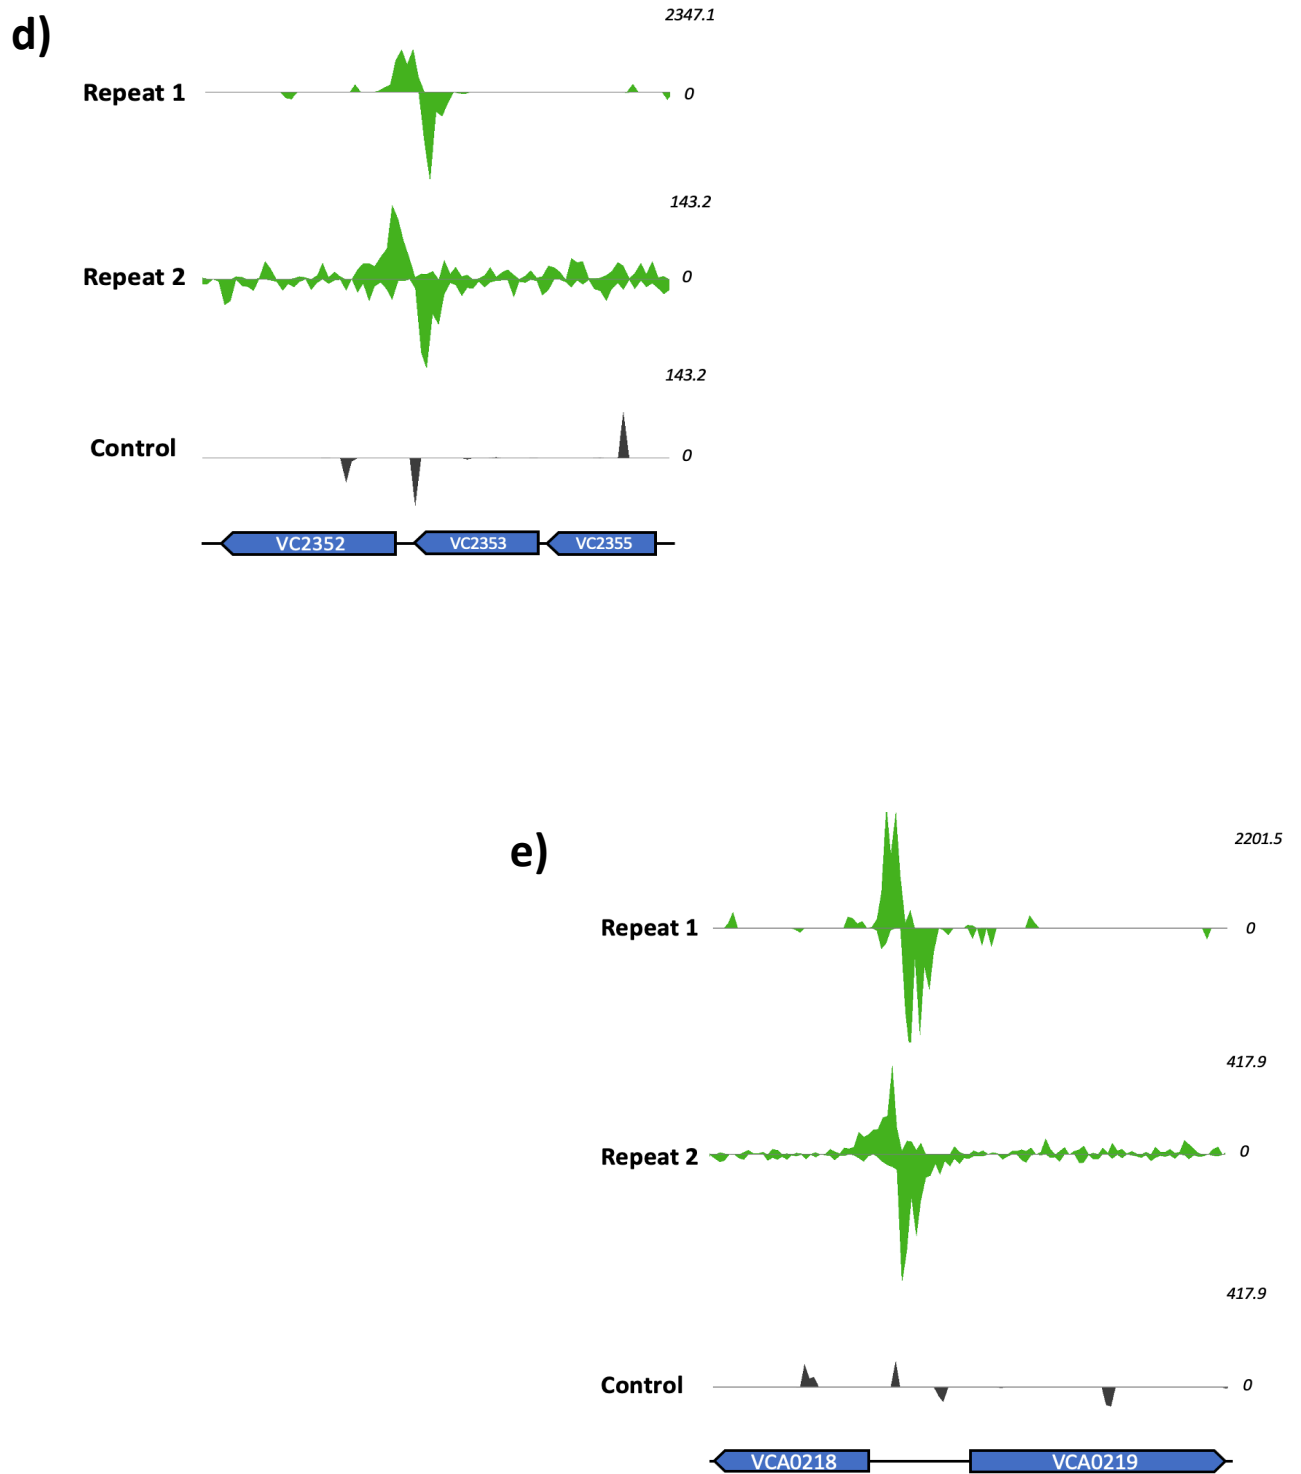 d)
2347.1
Repeat 1
0
143.2
Repeat 2
0
143.2
Control
0
VC2352
VC2353
VC2355
e)
2201.5
Repeat 1
0
417.9
Repeat 2
0
417.9
Control
0
VCA0218
VCA0219